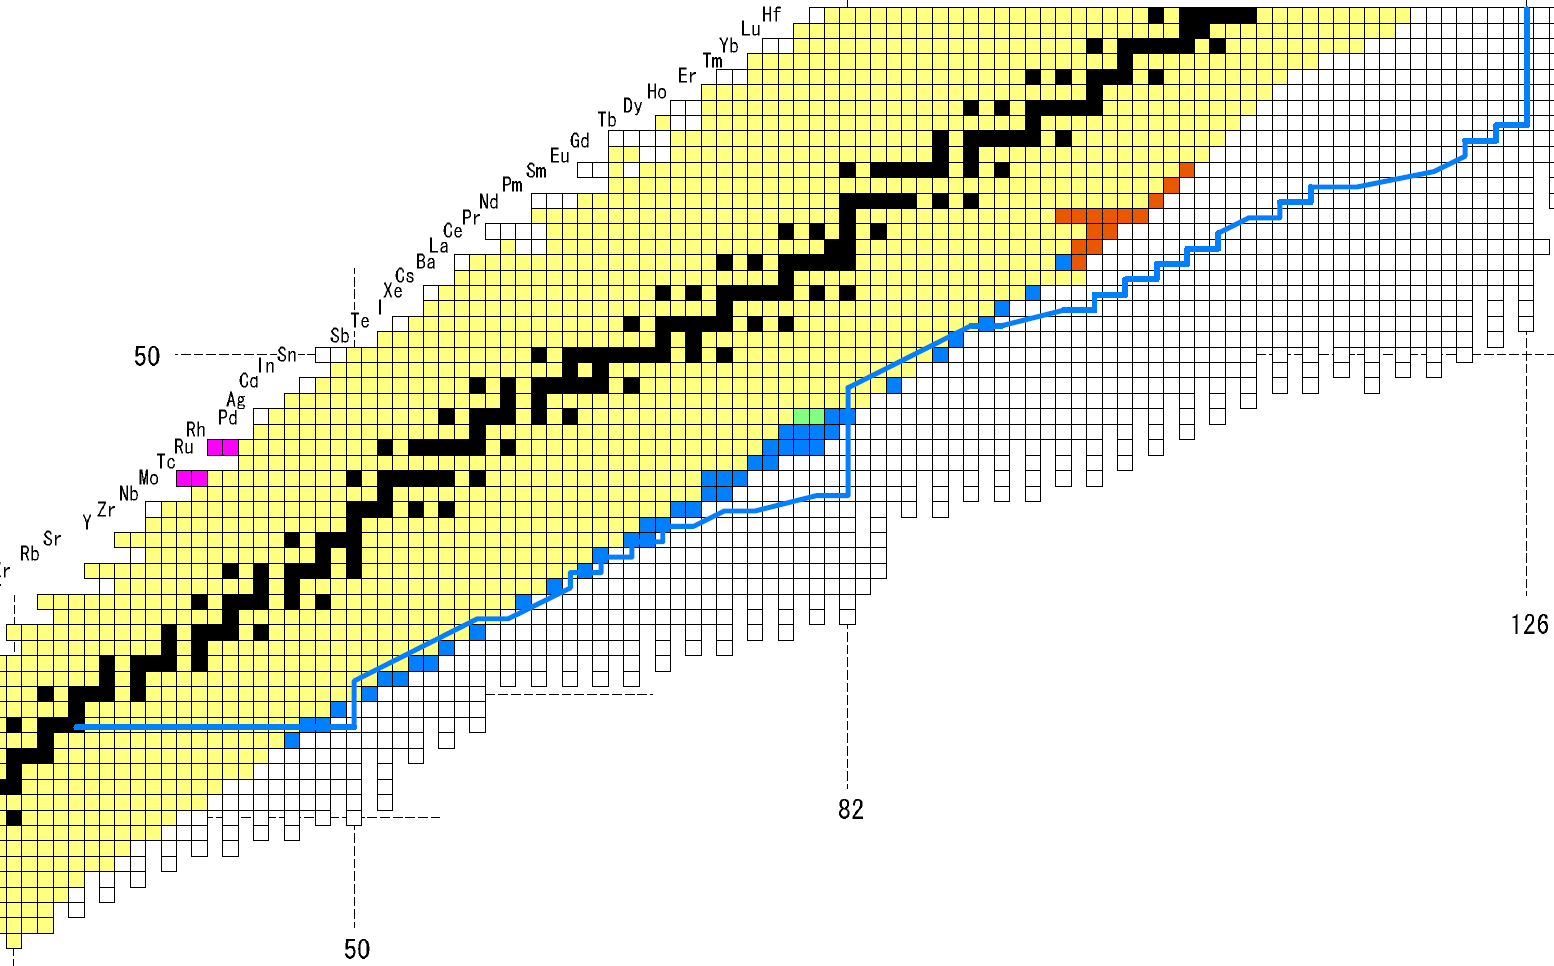 Hf
Lu
Yb
Tm
Er
Ho
Dy
Tb
Gd
Eu
Sm
Pm
Nd
Pr
Ce
La
Ba
Cs
Xe
I
Te
Sb
50
Sn
In
Cd
Ag
Pd
Rh
Ru
Tc
Mo
Nb
Zr
Y
Sr
Rb
126
82
50